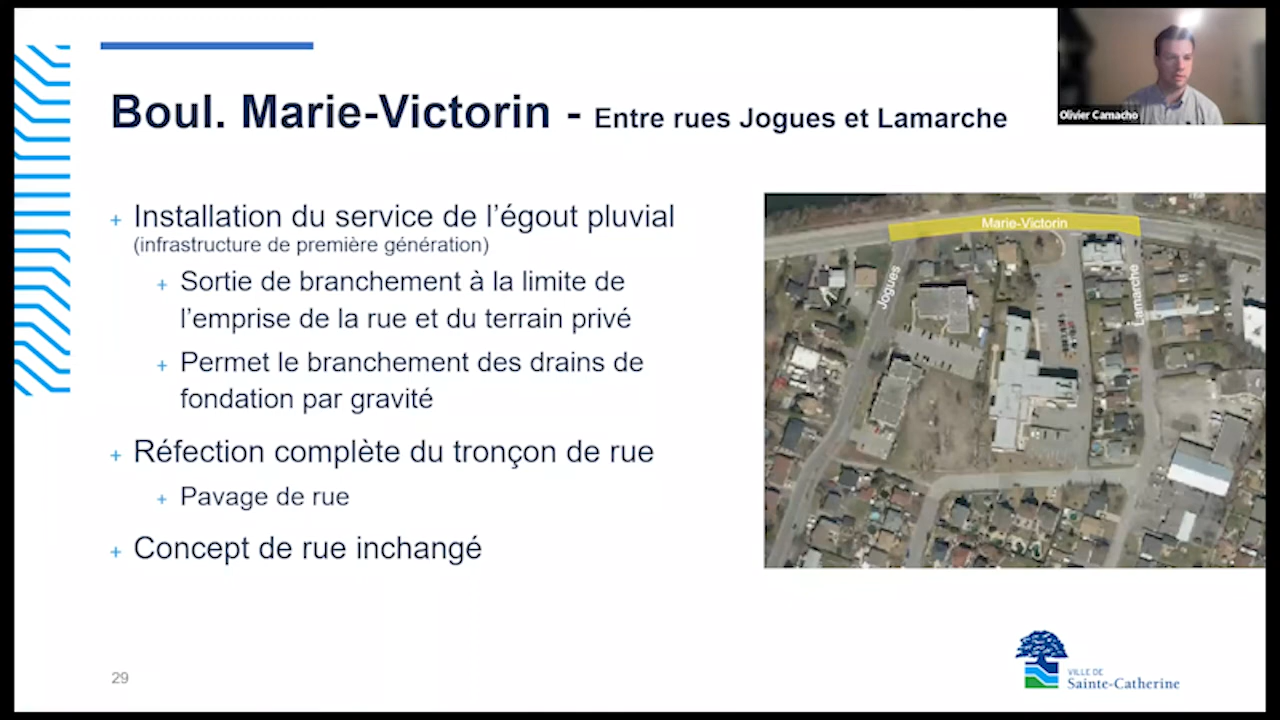 Boul. Marie-Victorin - Entre rues Jogues et Lamarche
Olivier Camacho
+ Installation du service de l’égout pluvial
(infrastructure de première génération)
+ Sortie de branchement à la limite de
l’emprise de la rue et du terrain privé
+ Permet le branchement des drains de
fondation par gravité
+ Réfection complète du tronçon de rue
+ Pavage de rue
+ Concept de rue inchangé
Marie-Victorin
Jogues
Lamarche
29
VILLE DE
Sainte-Catherine